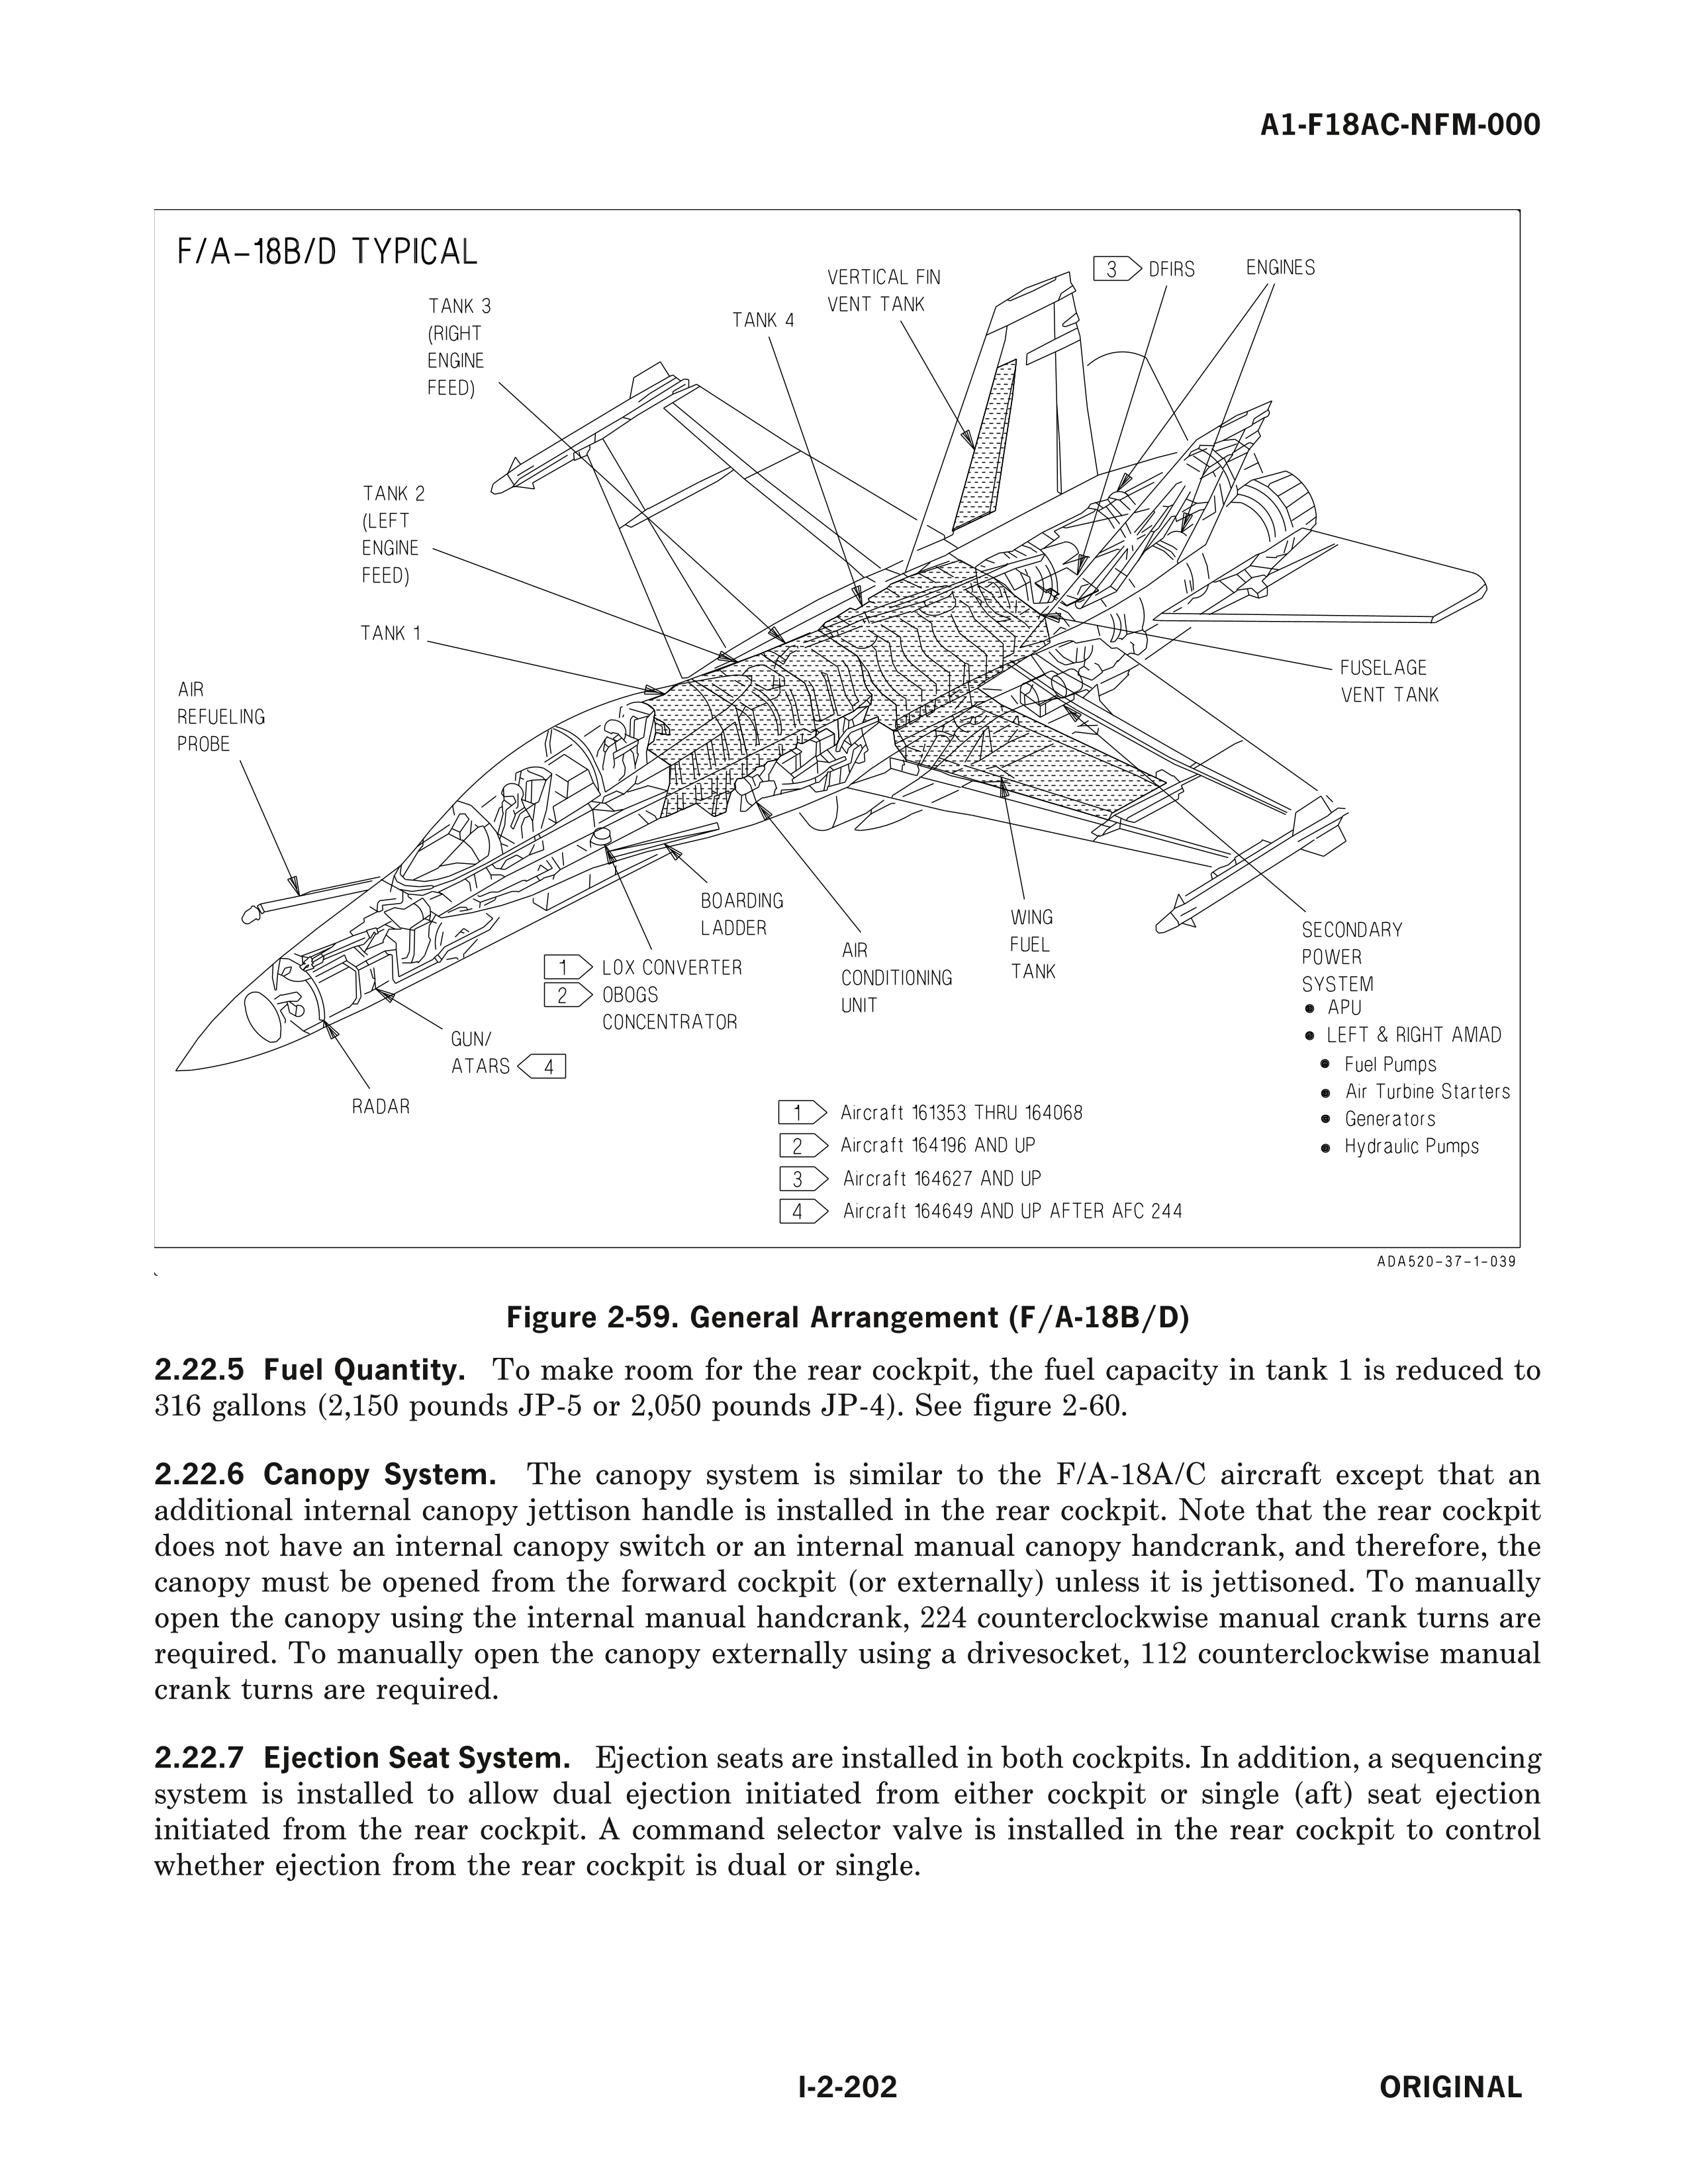 A1-F18AC-NFM-000
F/A-18B/D TYPICAL
TANK 3
(RIGHT
ENGINE
FEED)
TANK 4
VERTICAL FIN
VENT TANK
3 DFIRS
ENGINES
TANK 2
(LEFT
ENGINE
FEED)
TANK 1
AIR
REFUELING
PROBE
FUSELAGE
VENT TANK
BOARDING
LADDER
1 LOX CONVERTER
2 OBOGS
CONCENTRATOR
AIR
CONDITIONING
UNIT
WING
FUEL
TANK
SECONDARY
POWER
SYSTEM
● APU
● LEFT & RIGHT AMAD
● Fuel Pumps
● Air Turbine Starters
● Generators
● Hydraulic Pumps
GUN/
ATARS 4
RADAR
1 Aircraft 161353 THRU 164068
2 Aircraft 164196 AND UP
3 Aircraft 164627 AND UP
4 Aircraft 164649 AND UP AFTER AFC 244
ADA520-37-1-039
Figure 2-59. General Arrangement (F/A-18B/D)
2.22.5 Fuel Quantity. To make room for the rear cockpit, the fuel capacity in tank 1 is reduced to
316 gallons (2,150 pounds JP-5 or 2,050 pounds JP-4). See figure 2-60.
2.22.6 Canopy System. The canopy system is similar to the F/A-18A/C aircraft except that an
additional internal canopy jettison handle is installed in the rear cockpit. Note that the rear cockpit
does not have an internal canopy switch or an internal manual canopy handcrank, and therefore, the
canopy must be opened from the forward cockpit (or externally) unless it is jettisoned. To manually
open the canopy using the internal manual handcrank, 224 counterclockwise manual crank turns are
required. To manually open the canopy externally using a drivesocket, 112 counterclockwise manual
crank turns are required.
2.22.7 Ejection Seat System. Ejection seats are installed in both cockpits. In addition, a sequencing
system is installed to allow dual ejection initiated from either cockpit or single (aft) seat ejection
initiated from the rear cockpit. A command selector valve is installed in the rear cockpit to control
whether ejection from the rear cockpit is dual or single.
I-2-202
ORIGINAL